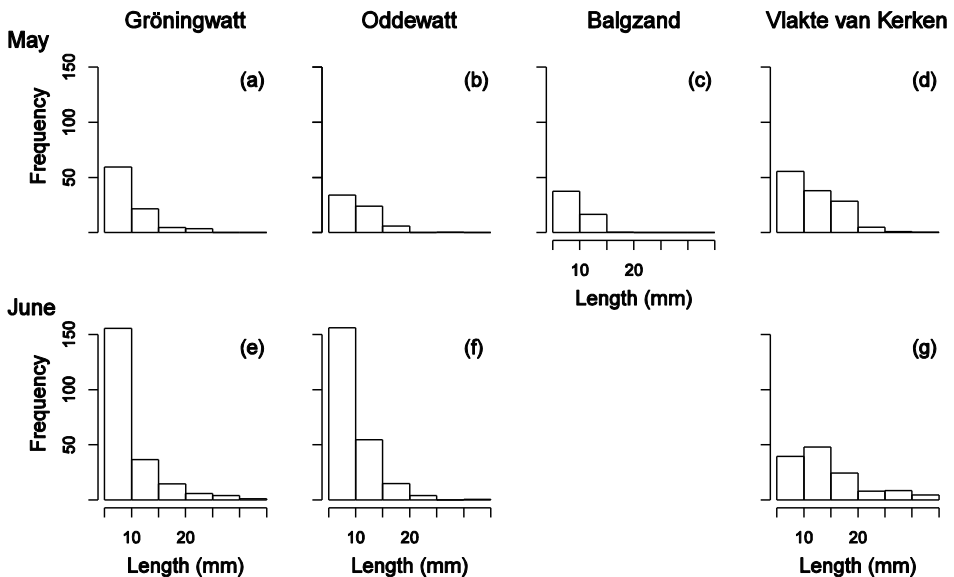 Gröningwatt Oddewatt Balgzand Vlakte van Kerken
May
150 (a) (b) (c) (d)
100
Frequency
50
10 20
Length (mm)
June
150 (e) (f) (g)
100
Frequency
50
10 20 10 20 10 20
Length (mm) Length (mm) Length (mm)